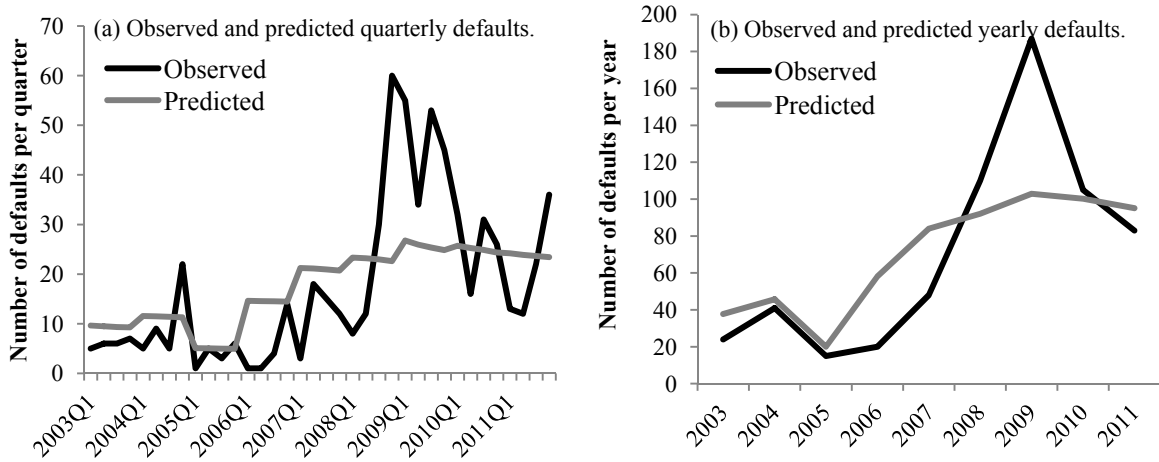 (a) Observed and predicted quarterly defaults.
Number of defaults per quarter
70
60
50
40
30
20
10
0
Observed
Predicted
2003Q1
2004Q1
2005Q1
2006Q1
2007Q1
2008Q1
2009Q1
2010Q1
2011Q1
(b) Observed and predicted yearly defaults.
Number of defaults per year
200
180
160
140
120
100
80
60
40
20
0
Observed
Predicted
2003
2004
2005
2006
2007
2008
2009
2010
2011